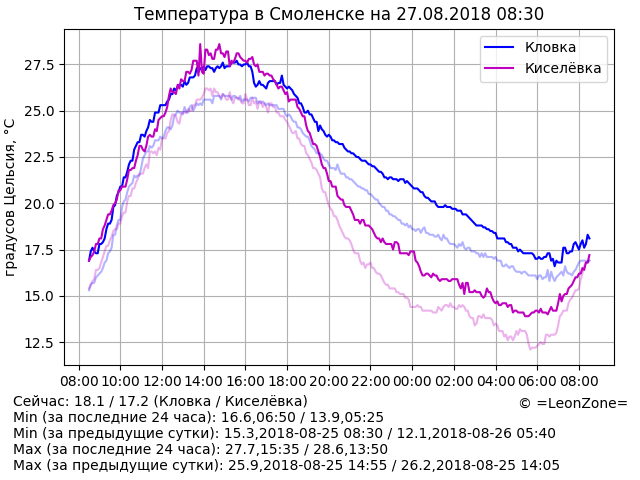 Температура в Смоленске на 27.08.2018 08:30
градусов Цельсия, °C
27.5
25.0
22.5
20.0
17.5
15.0
12.5
Кловка
Киселёвка
08:00 10:00 12:00 14:00 16:00 18:00 20:00 22:00 00:00 02:00 04:00 06:00 08:00
Сейчас: 18.1 / 17.2 (Кловка / Киселёвка)
© =LeonZone=
Min (за последние 24 часа): 16.6,06:50 / 13.9,05:25
Min (за предыдущие сутки): 15.3,2018-08-25 08:30 / 12.1,2018-08-26 05:40
Max (за последние 24 часа): 27.7,15:35 / 28.6,13:50
Max (за предыдущие сутки): 25.9,2018-08-25 14:55 / 26.2,2018-08-25 14:05